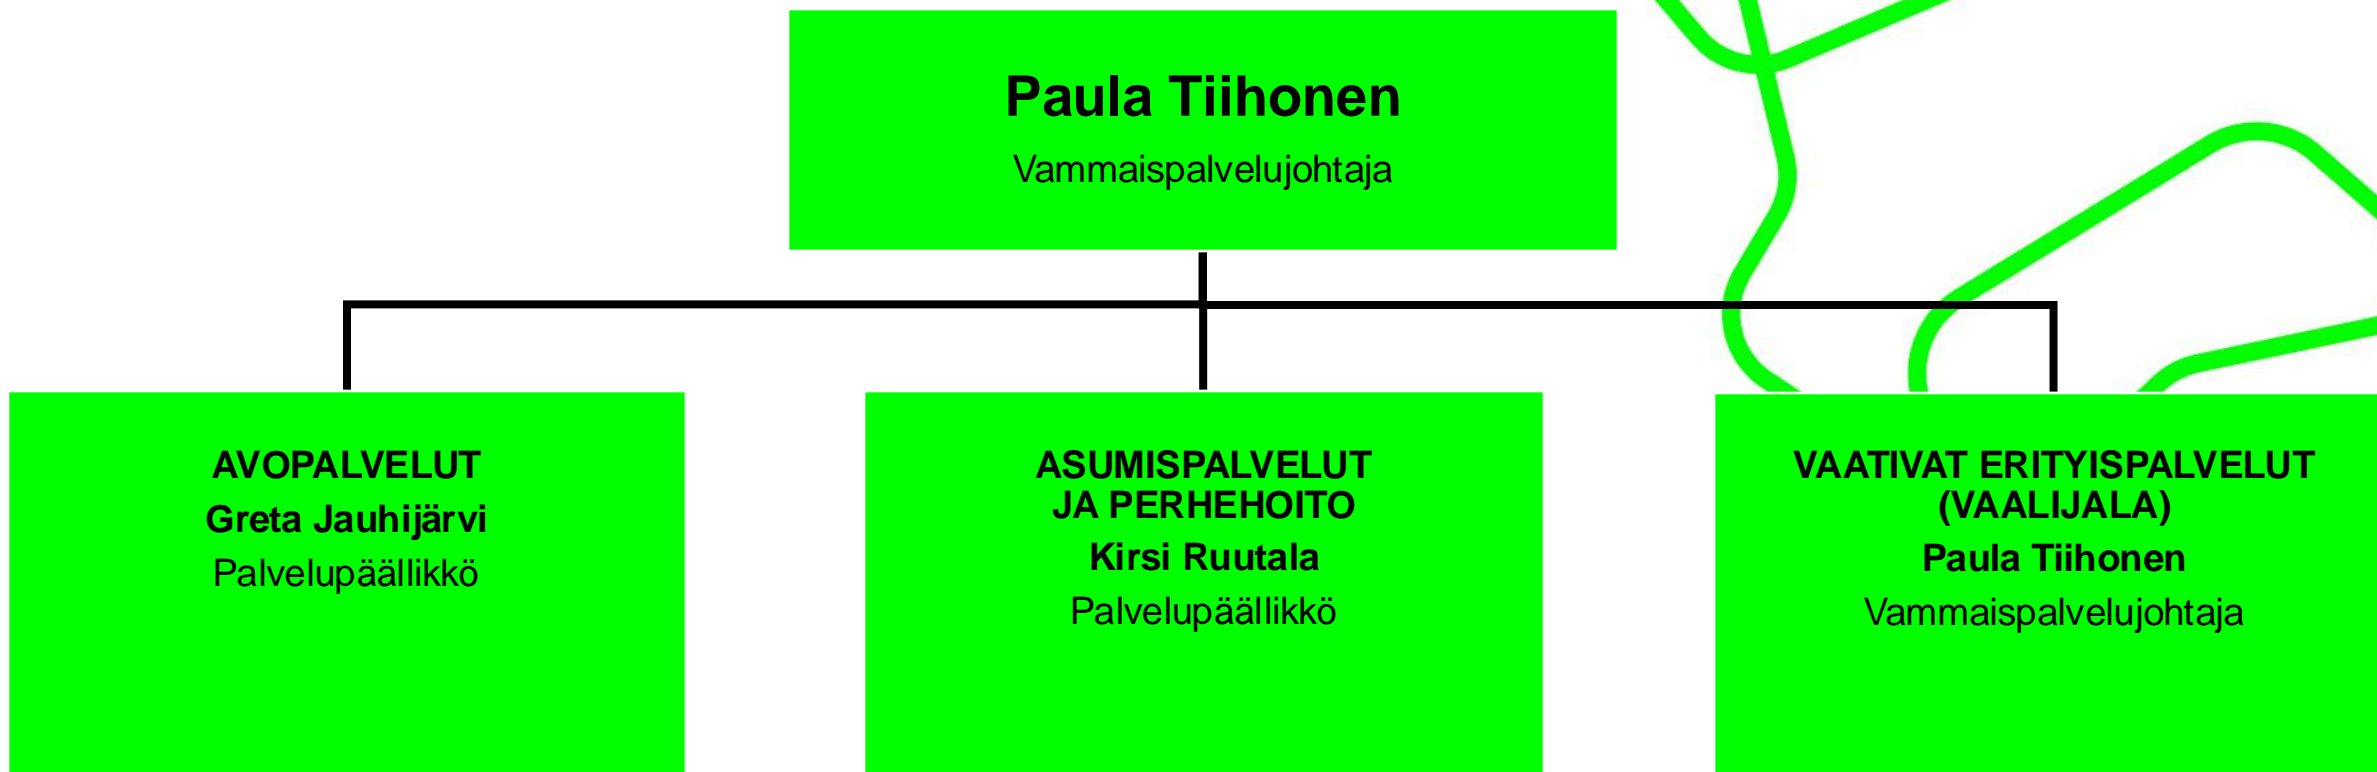 Paula Tiihonen
Vammaispalvelujohtaja
AVOPALVELUT
Greta Jauhijärvi
Palvelupäällikkö
ASUMISPALVELUT
JA PERHEHOITO
Kirsi Ruutala
Palvelupäällikkö
VAATIVAT ERITYISPALVELUT
(VAALIJALA)
Paula Tiihonen
Vammaispalvelujohtaja